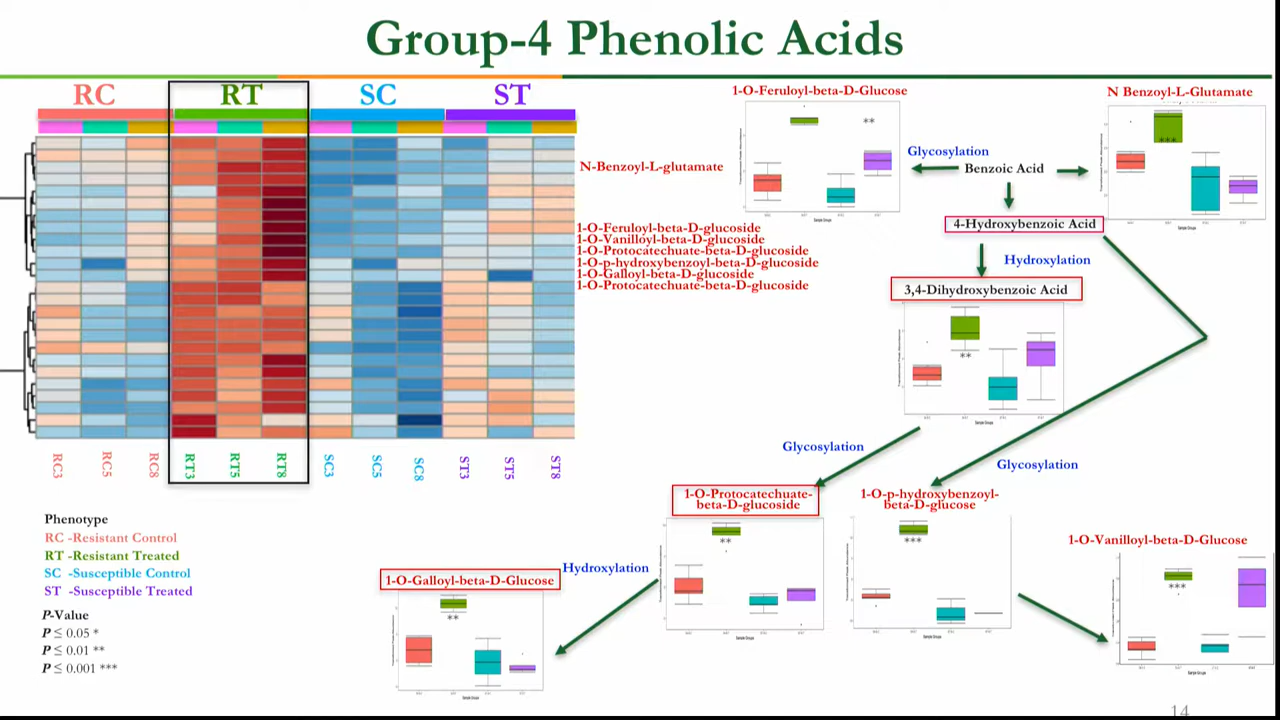 Group-4 Phenolic Acids
RC
RT
SC
ST
N-Benzoyl-L-glutamate
1-O-Feruloyl-beta-D-glucoside
1-O-Vanilloyl-beta-D-glucoside
1-O-Protocatechuate-beta-D-glucoside
1-O-p-hydroxybenzoyl-beta-D-glucoside
1-O-Galloyl-beta-D-glucoside
1-O-Protocatechuate-beta-D-glucoside
RC3
RC5
RC8
RT3
RT5
RT8
SC3
SC5
SC8
ST3
ST5
ST8
Phenotype
RC -Resistant Control
RT -Resistant Treated
SC -Susceptible Control
ST -Susceptible Treated
P-Value
P ≤ 0.05 *
P ≤ 0.01 **
P ≤ 0.001 ***
1-O-Feruloyl-beta-D-Glucose
**
Glycosylation
Benzoic Acid
N Benzoyl-L-Glutamate
***
4-Hydroxybenzoic Acid
Hydroxylation
3,4-Dihydroxybenzoic Acid
**
Glycosylation
Glycosylation
1-O-Protocatechuate-
beta-D-glucoside
**
1-O-p-hydroxybenzoyl-
beta-D-glucose
***
1-O-Vanilloyl-beta-D-Glucose
***
Hydroxylation
1-O-Galloyl-beta-D-Glucose
**
Sample Groups
14